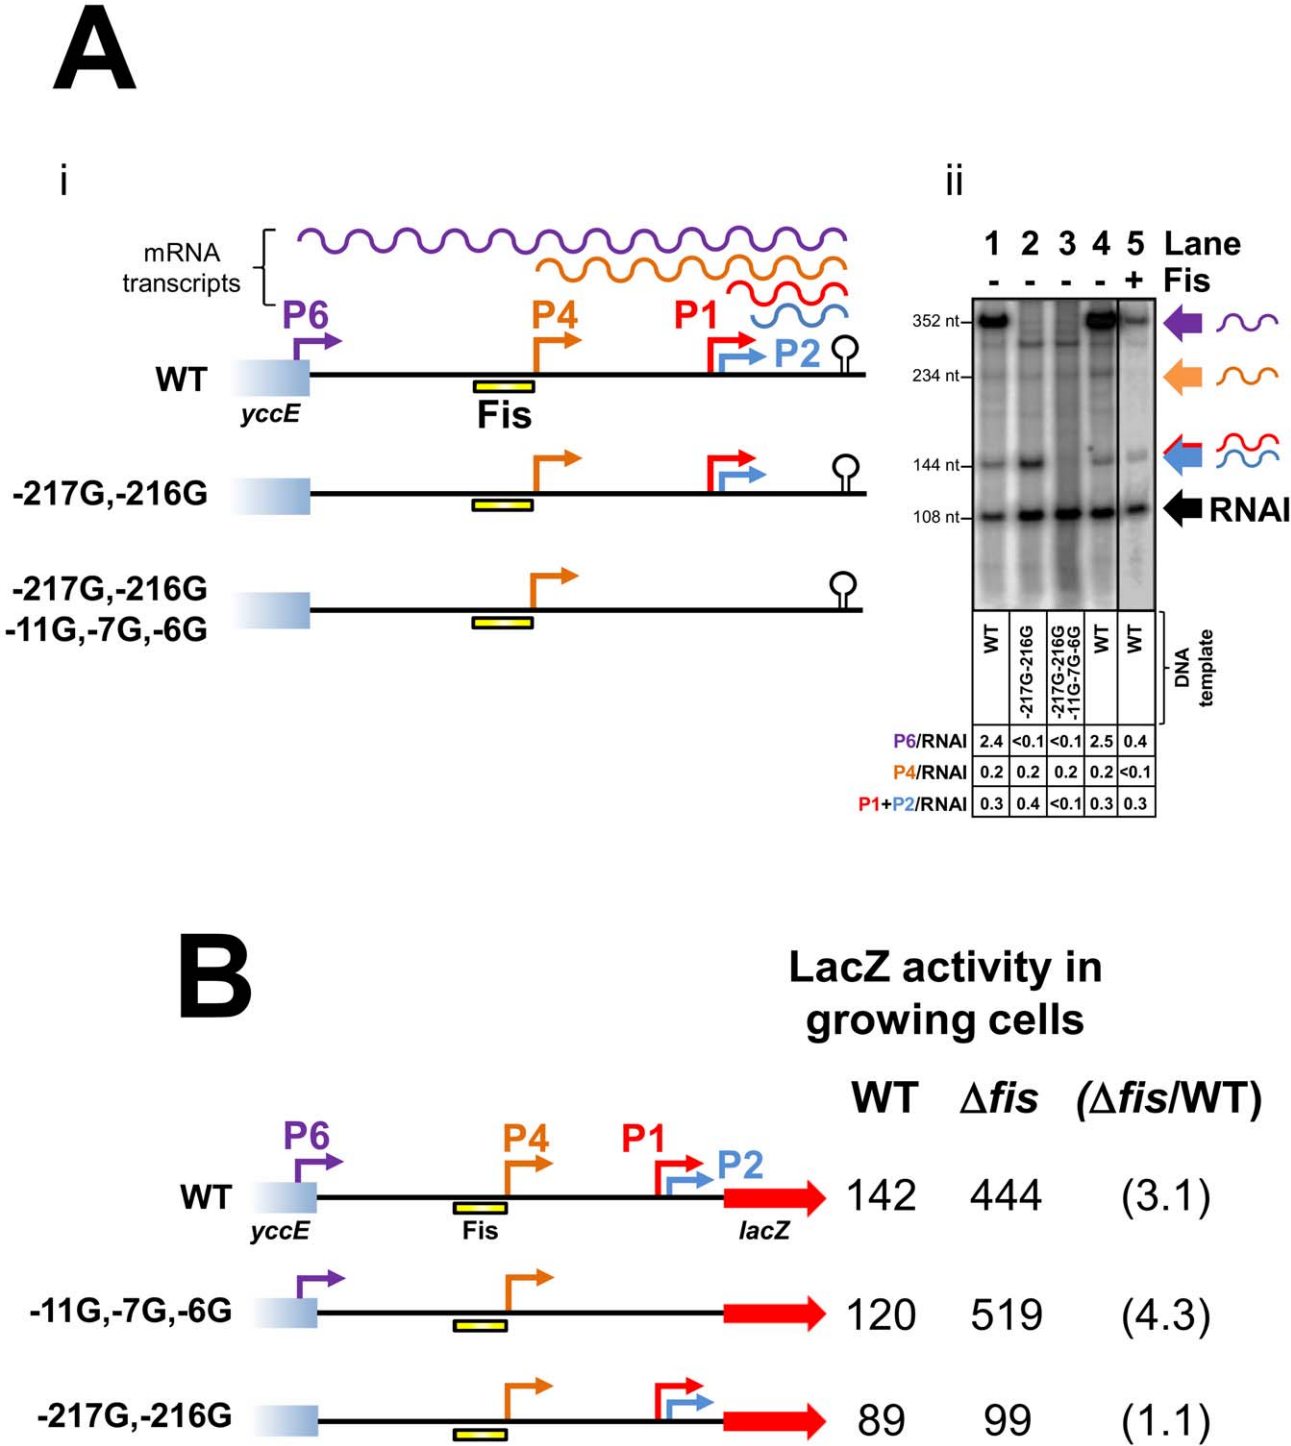 A
i
ii
mRNA
transcripts
P6
P4
P1
P2
WT
yccE
Fis
-217G,-216G
-217G,-216G
-11G,-7G,-6G
1 2 3 4 5 Lane
- - - - + Fis
352 nt
234 nt
144 nt
108 nt
RNAI
WT
-217G-216G
-217G-216G
-11G-7G-6G
WT
WT
DNA
template
P6/RNAI 2.4 <0.1 <0.1 2.5 0.4
P4/RNAI 0.2 0.2 0.2 0.2 <0.1
P1+P2/RNAI 0.3 0.4 <0.1 0.3 0.3
B
LacZ activity in
growing cells
WT Δfis (Δfis/WT)
P6
P4
P1
P2
WT
yccE
Fis
lacZ
142 444 (3.1)
-11G,-7G,-6G
120 519 (4.3)
-217G,-216G
89 99 (1.1)